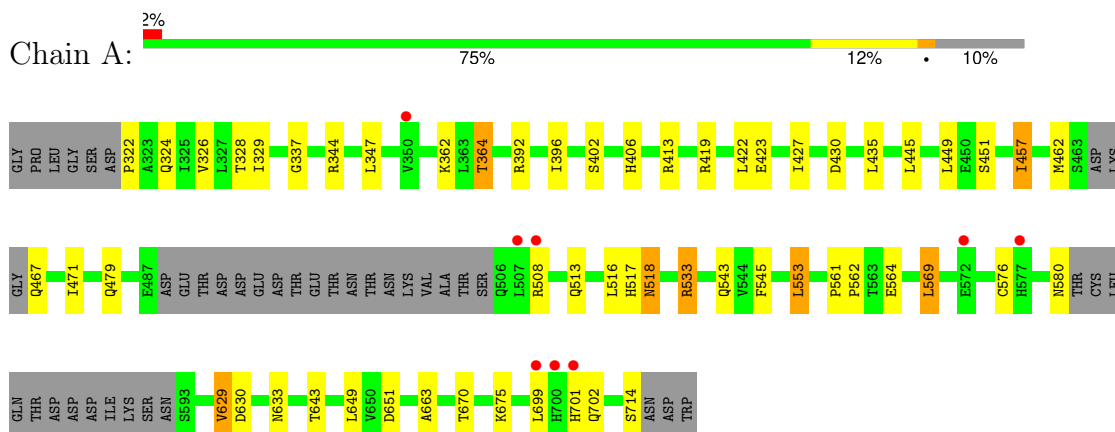 2%
Chain A:
75% 12% • 10%
GLY PRO LEU GLY SER ASP P322 A323 Q324 I325 V326 L327 T328 I329 G337 R344 L347 V350 K362 L363 T364 R392 I396 S402 H406 R413 R419 L422 E423 I427 D430 L435 L445 L449 E450 S451 I457 M462 S463 ASP LYS
GLY Q467 I471 Q479 E487 ASP GLU THR ASP ASP GLU ASP THR GLU THR ASN THR ASN LYS VAL ALA THR SER Q506 L507 R508 Q513 L516 H517 N518 R533 Q543 V544 F545 L553 P561 P562 T563 E564 L569 E572 C576 H577 N580 THR CYS LEU
GLN THR ASP ASP ASP ILE LYS SER ASN S593 V629 D630 N633 T643 L649 V650 D651 A663 T670 K675 L699 H700 H701 Q702 S714 ASN ASP TRP